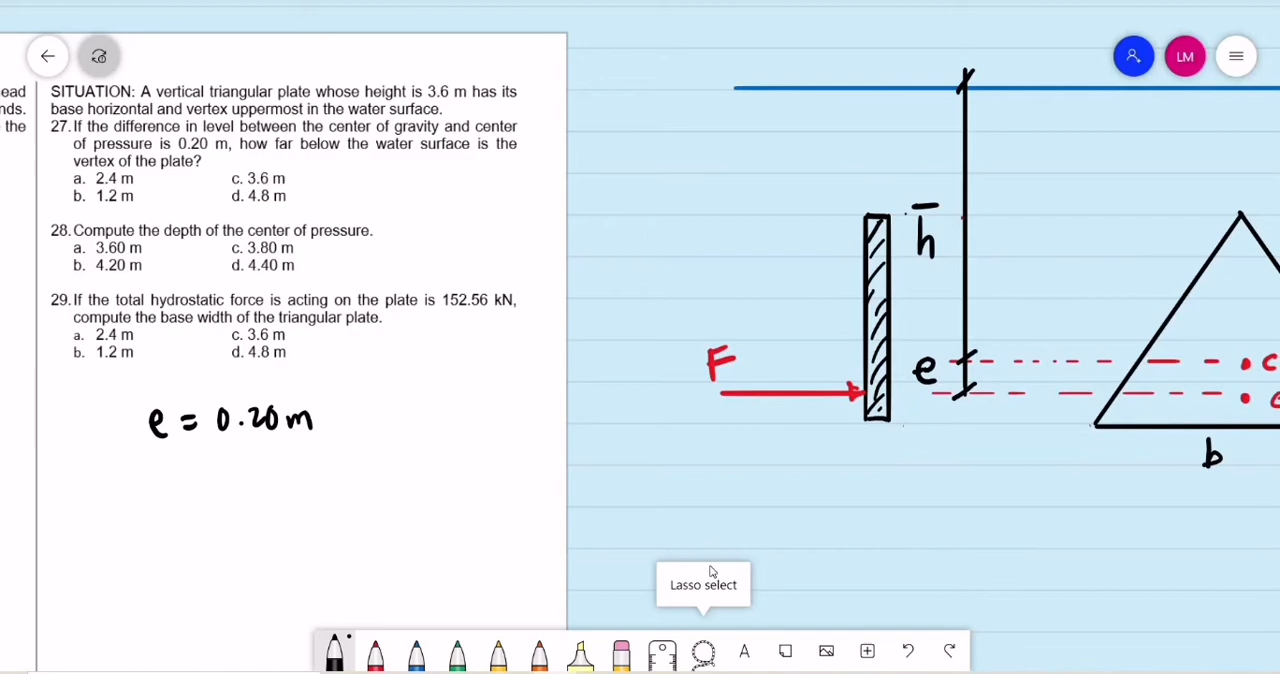 ead
nds.
the
SITUATION: A vertical triangular plate whose height is 3.6 m has its
base horizontal and vertex uppermost in the water surface.
27. If the difference in level between the center of gravity and center
of pressure is 0.20 m, how far below the water surface is the
vertex of the plate?
a. 2.4 m c. 3.6 m
b. 1.2 m d. 4.8 m
28. Compute the depth of the center of pressure.
a. 3.60 m c. 3.80 m
b. 4.20 m d. 4.40 m
29. If the total hydrostatic force is acting on the plate is 152.56 kN,
compute the base width of the triangular plate.
a. 2.4 m c. 3.6 m
b. 1.2 m d. 4.8 m
e = 0.20 m
LM
h̅
F
e
c
b
Lasso select
A